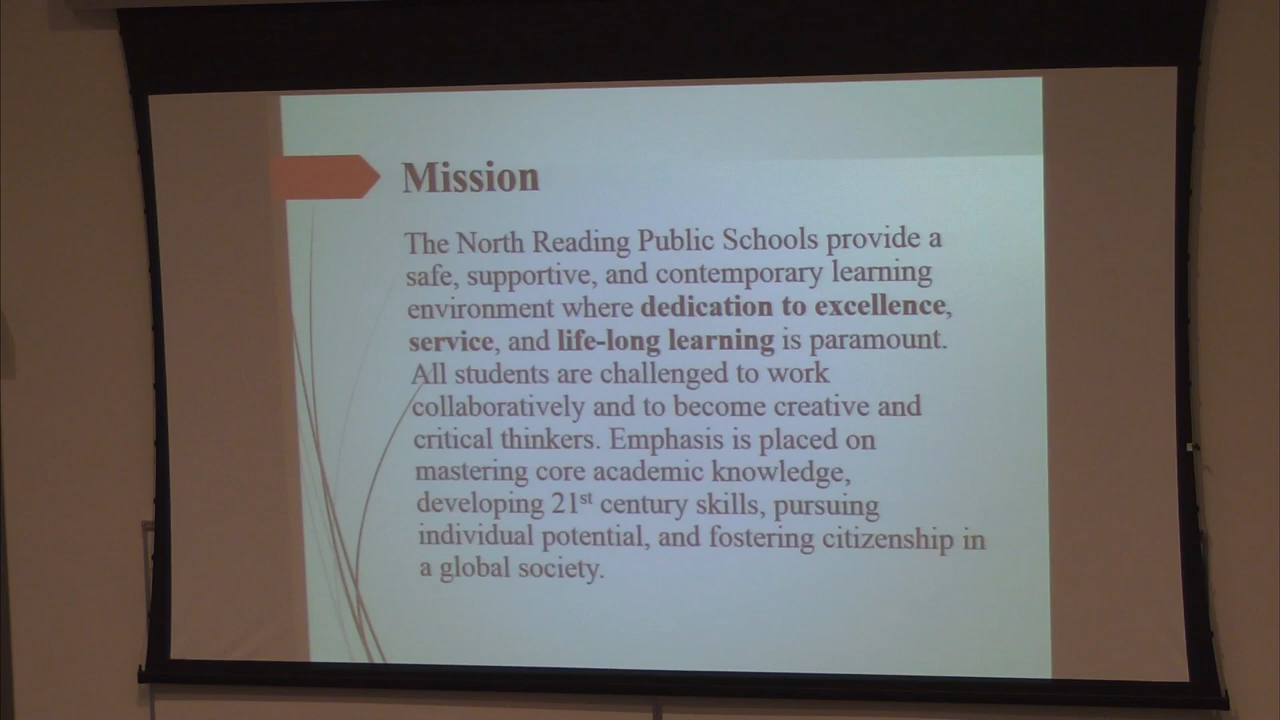 Mission
The North Reading Public Schools provide a
safe, supportive, and contemporary learning
environment where dedication to excellence,
service, and life-long learning is paramount.
All students are challenged to work
collaboratively and to become creative and
critical thinkers. Emphasis is placed on
mastering core academic knowledge,
developing 21st century skills, pursuing
individual potential, and fostering citizenship in
a global society.